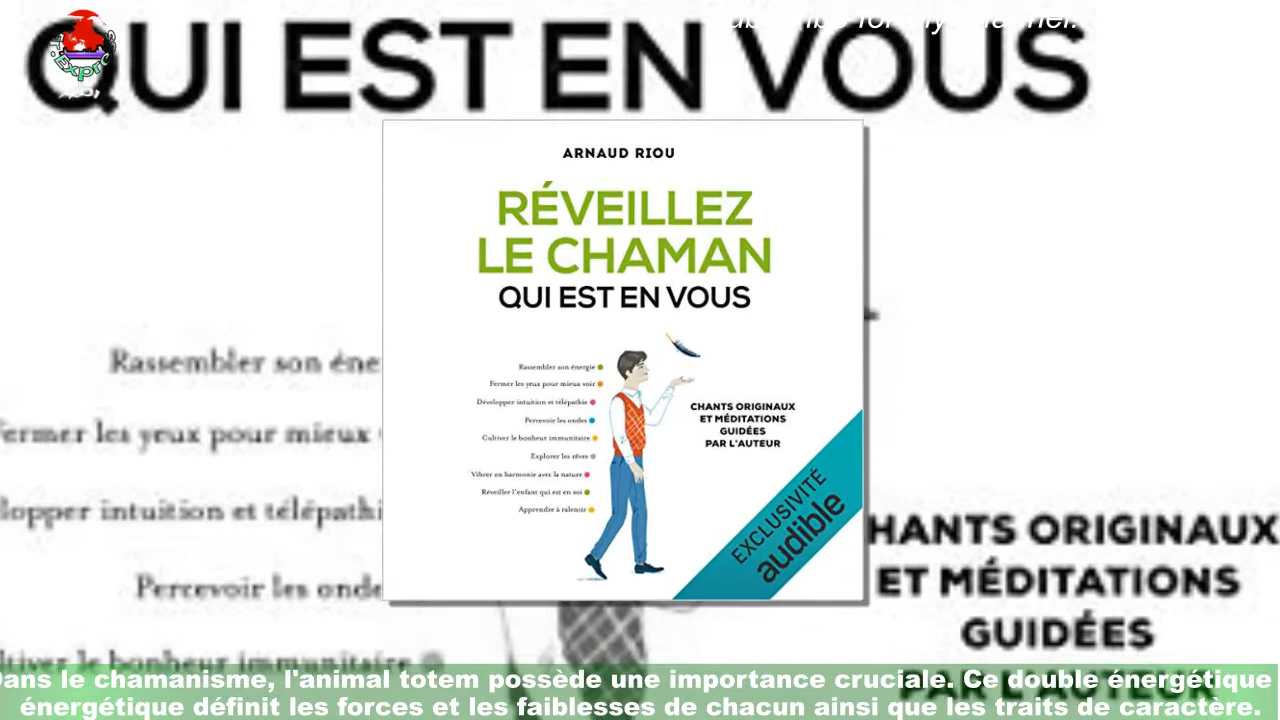 QUI EST EN VOUS
ARNAUD RIOU
RÉVEILLEZ
LE CHAMAN
QUI EST EN VOUS
Rassembler son énergie
Fermer les yeux pour mieux voir
Développer intuition et télépathie
Percevoir les ondes
Cultiver le bonheur immunitaire
Explorer les rêves
Vibrer en harmonie avec la nature
Réveiller l'enfant qui est en soi
Apprendre à ralentir
CHANTS ORIGINAUX
ET MÉDITATIONS
GUIDÉES
PAR L'AUTEUR
EXCLUSIVITÉ
audible
Rassembler son éne
Fermer les yeux pour mieux
lopper intuition et télépathi
Percevoir les onde
ltiver le bonheur immunitaire
HANTS ORIGINAUX
ET MÉDITATIONS
GUIDÉES
PAR L'AUTEUR
Dans le chamanisme, l'animal totem possède une importance cruciale. Ce double énergétique
énergétique définit les forces et les faiblesses de chacun ainsi que les traits de caractère.